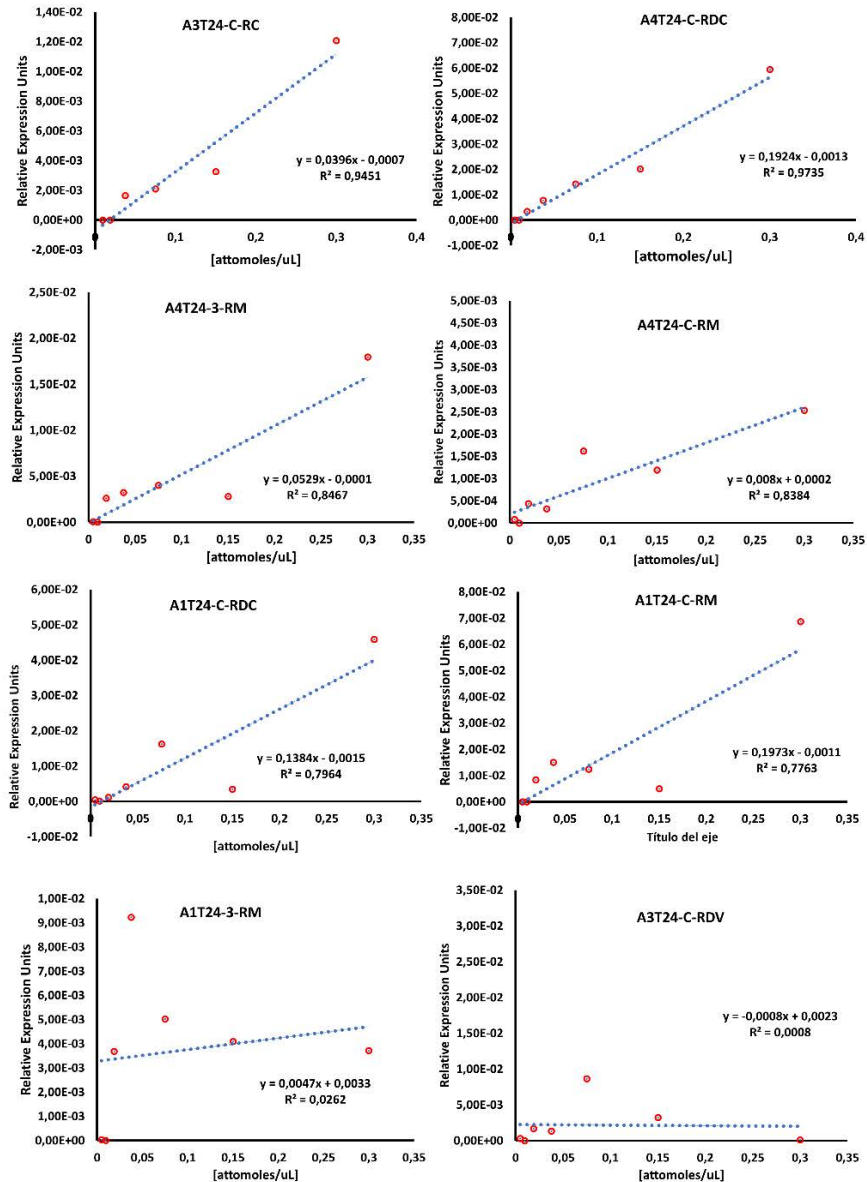 A3T24-C-RC
Relative Expression Units
1,40E-02
1,20E-02
1,00E-02
8,00E-03
6,00E-03
4,00E-03
2,00E-03
0,00E+00
-2,00E-03
y = 0,0396x - 0,0007
R² = 0,9451
0
0,1
0,2
0,3
0,4
[attomoles/uL]
A4T24-C-RDC
Relative Expression Units
8,00E-02
6,00E-02
4,00E-02
2,00E-02
0,00E+00
-1,00E-02
y = 0,1924x - 0,0013
R² = 0,9735
0
0,1
0,2
0,3
0,4
[attomoles/uL]
A4T24-3-RM
Relative Expression Units
2,50E-02
2,00E-02
1,50E-02
1,00E-02
5,00E-03
0,00E+00
y = 0,0529x - 0,0001
R² = 0,8467
0
0,05
0,1
0,15
0,2
0,25
0,3
0,35
[attomoles/uL]
A4T24-C-RM
Relative Expression Units
5,00E-03
4,50E-03
4,00E-03
3,50E-03
3,00E-03
2,50E-03
2,00E-03
1,50E-03
1,00E-03
5,00E-04
0,00E+00
y = 0,008x + 0,0002
R² = 0,8384
0
0,05
0,1
0,15
0,2
0,25
0,3
0,35
[attomoles/uL]
A1T24-C-RDC
Relative Expression Units
6,00E-02
5,00E-02
4,00E-02
3,00E-02
2,00E-02
1,00E-02
0,00E+00
-1,00E-02
y = 0,1384x - 0,0015
R² = 0,7964
0
0,05
0,1
0,15
0,2
0,25
0,3
0,35
[attomoles/uL]
A1T24-C-RM
Relative Expression Units
8,00E-02
7,00E-02
6,00E-02
5,00E-02
4,00E-02
3,00E-02
2,00E-02
1,00E-02
0,00E+00
-1,00E-02
y = 0,1973x - 0,0011
R² = 0,7763
0
0,05
0,1
0,15
0,2
0,25
0,3
0,35
Título del eje
A1T24-3-RM
Relative Expression Units
1,00E-02
9,00E-03
8,00E-03
7,00E-03
6,00E-03
5,00E-03
4,00E-03
3,00E-03
2,00E-03
1,00E-03
0,00E+00
y = 0,0047x + 0,0033
R² = 0,0262
0
0,05
0,1
0,15
0,2
0,25
0,3
0,35
[attomoles/uL]
A3T24-C-RDV
Relative Expression Units
3,50E-02
3,00E-02
2,50E-02
2,00E-02
1,50E-02
1,00E-02
5,00E-03
0,00E+00
y = -0,0008x + 0,0023
R² = 0,0008
0
0,05
0,1
0,15
0,2
0,25
0,3
0,35
[attomoles/uL]